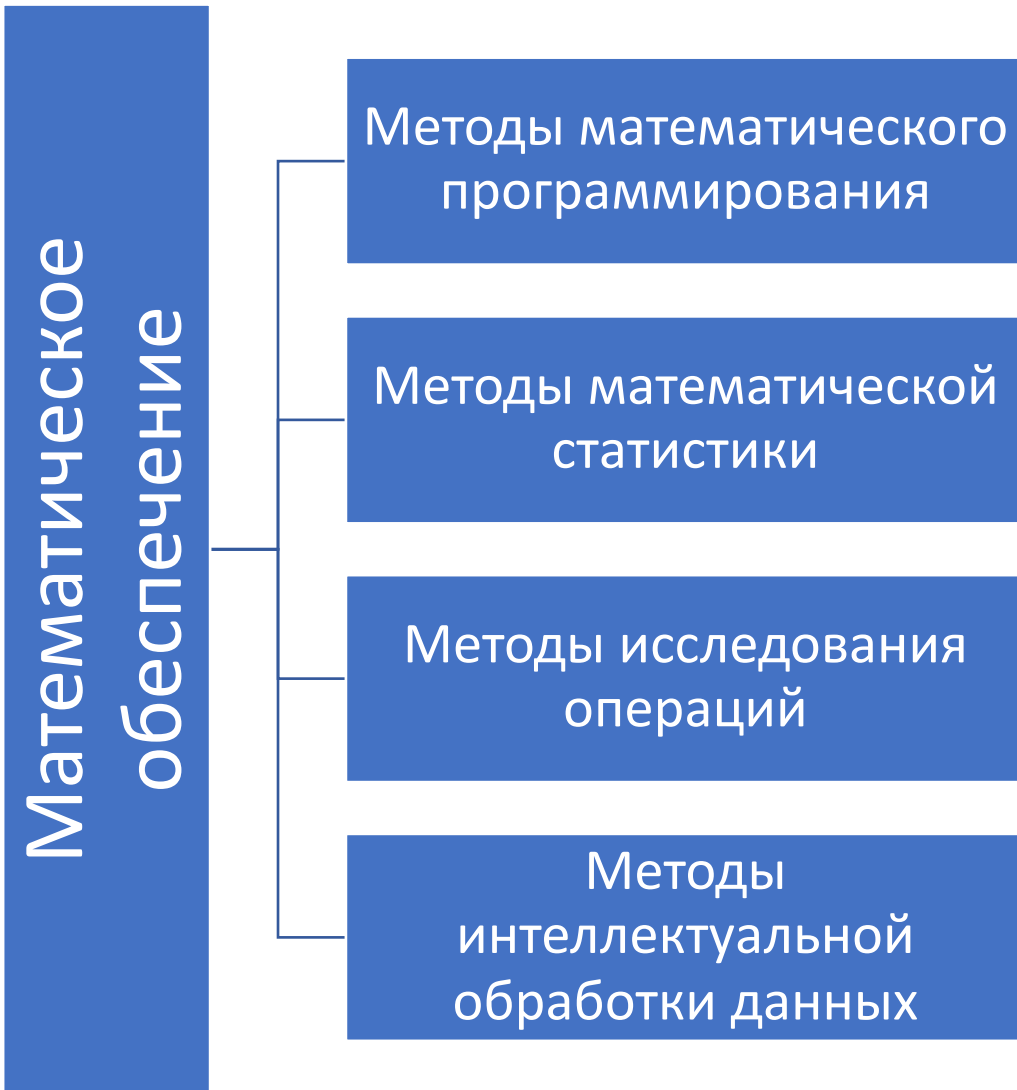 Математическое
обеспечение
Методы математического
программирования
Методы математической
статистики
Методы исследования
операций
Методы
интеллектуальной
обработки данных